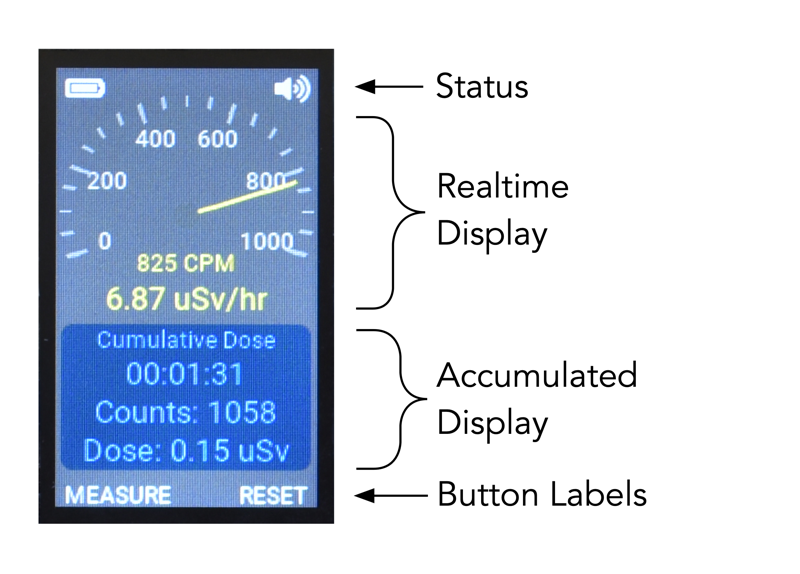 Status
400 600
200 800
0 1000
825 CPM
6.87 uSv/hr
Realtime
Display
Cumulative Dose
00:01:31
Counts: 1058
Dose: 0.15 uSv
Accumulated
Display
MEASURE RESET
Button Labels